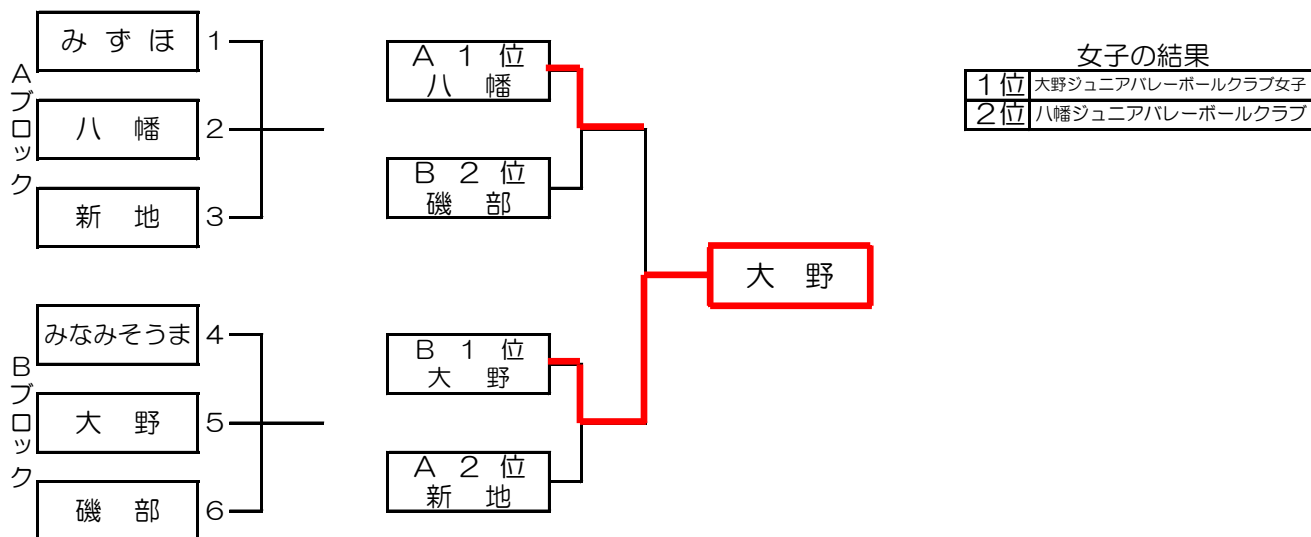 Aブロック
みずほ 1
八幡 2
新地 3
Bブロック
みなみそうま 4
大野 5
磯部 6
A1位
八幡
B2位
磯部
B1位
大野
A2位
新地
大野
女子の結果
1位 大野ジュニアバレーボールクラブ女子
2位 八幡ジュニアバレーボールクラブ